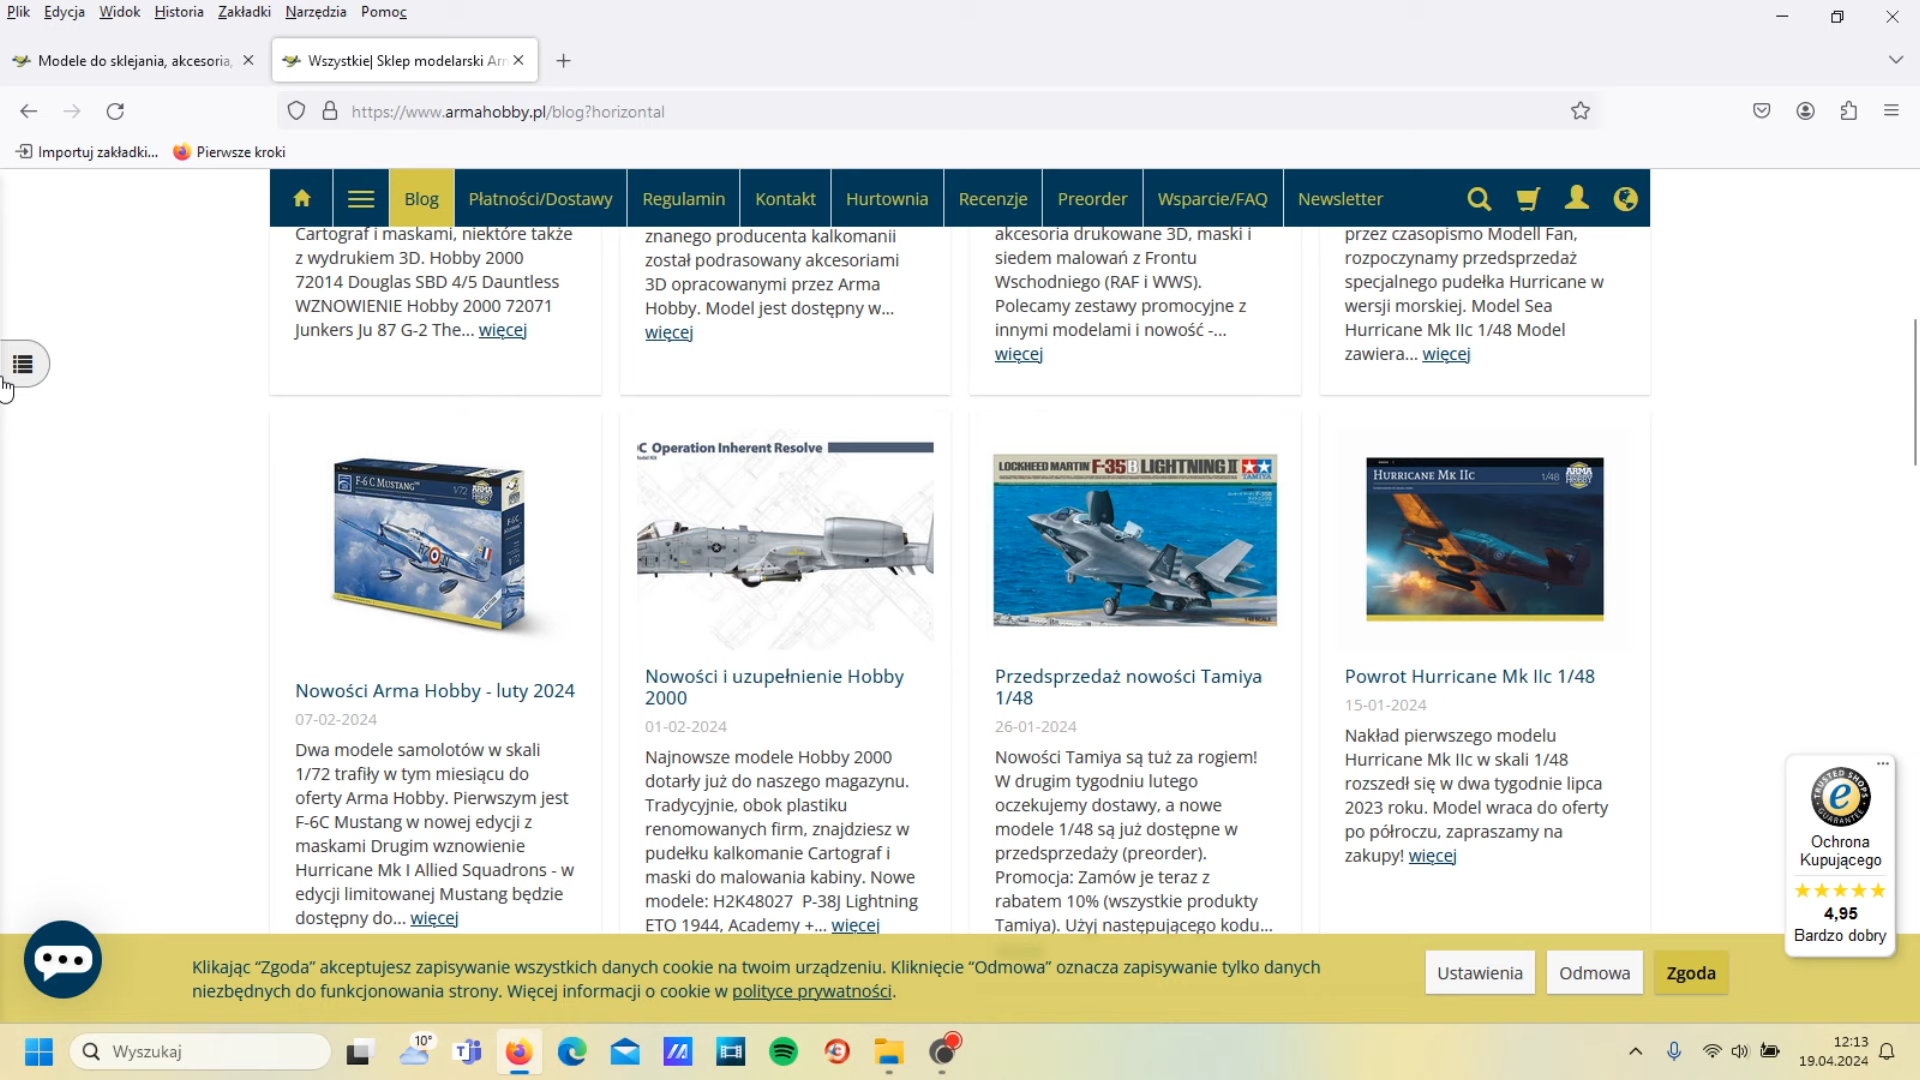 Plik Edycja Widok Historia Zakładki Narzędzia Pomoc
Modele do sklejania, akcesoria,
Wszystkie| Sklep modelarski Arm
https://www.armahobby.pl/blog?horizontal
Importuj zakładki...
Pierwsze kroki
Blog
Płatności/Dostawy
Regulamin
Kontakt
Hurtownia
Recenzje
Preorder
Wsparcie/FAQ
Newsletter
Cartograf i maskami, niektóre także
z wydrukiem 3D. Hobby 2000
72014 Douglas SBD 4/5 Dauntless
WZNOWIENIE Hobby 2000 72071
Junkers Ju 87 G-2 The... więcej
znanego producenta kalkomanii
został podrasowany akcesoriami
3D opracowanymi przez Arma
Hobby. Model jest dostępny w...
więcej
akcesoria drukowane 3D, maski i
siedem malowań z Frontu
Wschodniego (RAF i WWS).
Polecamy zestawy promocyjne z
innymi modelami i nowość -...
więcej
przez czasopismo Modell Fan,
rozpoczynamy przedsprzedaż
specjalnego pudełka Hurricane w
wersji morskiej. Model Sea
Hurricane Mk IIc 1/48 Model
zawiera... więcej
F-6C Mustang™ 1/72 ARMA HOBBY
C Operation Inherent Resolve
LOCKHEED MARTIN F-35B LIGHTNING II TAMIYA
Hurricane Mk IIc 1/48 ARMA HOBBY
Nowości Arma Hobby - luty 2024
07-02-2024
Dwa modele samolotów w skali
1/72 trafiły w tym miesiącu do
oferty Arma Hobby. Pierwszym jest
F-6C Mustang w nowej edycji z
maskami Drugim wznowienie
Hurricane Mk I Allied Squadrons - w
edycji limitowanej Mustang będzie
dostępny do... więcej
Nowości i uzupełnienie Hobby
2000
01-02-2024
Najnowsze modele Hobby 2000
dotarły już do naszego magazynu.
Tradycyjnie, obok plastiku
renomowanych firm, znajdziesz w
pudełku kalkomanie Cartograf i
maski do malowania kabiny. Nowe
modele: H2K48027 P-38J Lightning
ETO 1944, Academy +... więcej
Przedsprzedaż nowości Tamiya
1/48
26-01-2024
Nowości Tamiya są tuż za rogiem!
W drugim tygodniu lutego
oczekujemy dostawy, a nowe
modele 1/48 są już dostępne w
przedsprzedaży (preorder).
Promocja: Zamów je teraz z
rabatem 10% (wszystkie produkty
Tamiya). Użyj następującego kodu...
Powrot Hurricane Mk IIc 1/48
15-01-2024
Nakład pierwszego modelu
Hurricane Mk IIc w skali 1/48
rozszedł się w dwa tygodnie lipca
2023 roku. Model wraca do oferty
po półroczu, zapraszamy na
zakupy! więcej
TRUSTED SHOPS GUARANTEE
Ochrona
Kupującego
4,95
Bardzo dobry
Klikając “Zgoda” akceptujesz zapisywanie wszystkich danych cookie na twoim urządzeniu. Kliknięcie “Odmowa” oznacza zapisywanie tylko danych
niezbędnych do funkcjonowania strony. Więcej informacji o cookie w polityce prywatności.
Ustawienia
Odmowa
Zgoda
Wyszukaj
10°
12:13
19.04.2024